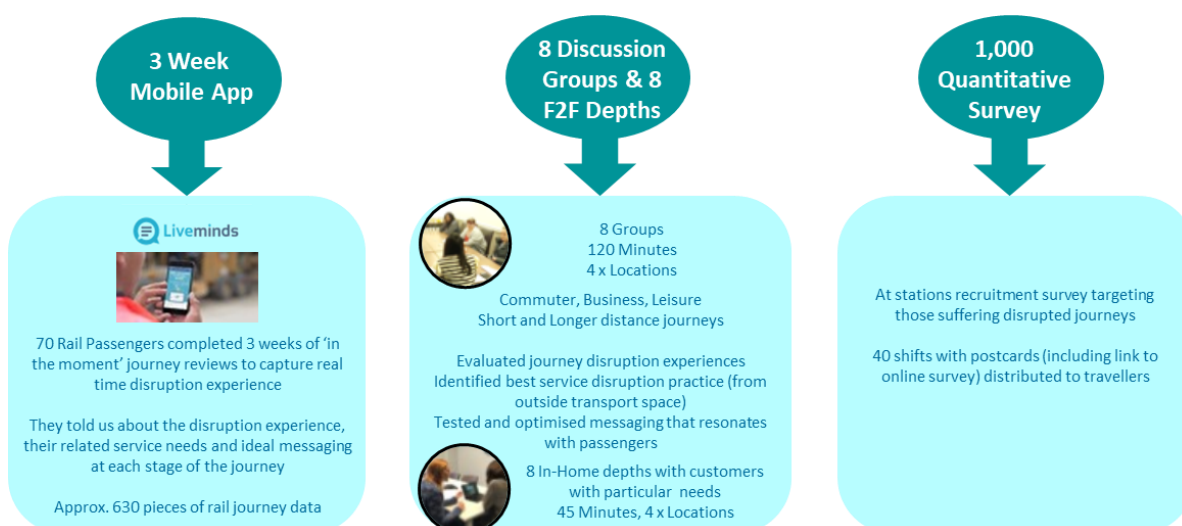 3 Week
Mobile App
Liveminds
70 Rail Passengers completed 3 weeks of ‘in
the moment’ journey reviews to capture real
time disruption experience
They told us about the disruption experience,
their related service needs and ideal messaging
at each stage of the journey
Approx. 630 pieces of rail journey data
8 Discussion
Groups & 8
F2F Depths
8 Groups
120 Minutes
4 x Locations
Commuter, Business, Leisure
Short and Longer distance journeys
Evaluated journey disruption experiences
Identified best service disruption practice (from
outside transport space)
Tested and optimised messaging that resonates
with passengers
8 In-Home depths with customers
with particular needs
45 Minutes, 4 x Locations
1,000
Quantitative
Survey
At stations recruitment survey targeting
those suffering disrupted journeys
40 shifts with postcards (including link to
online survey) distributed to travellers